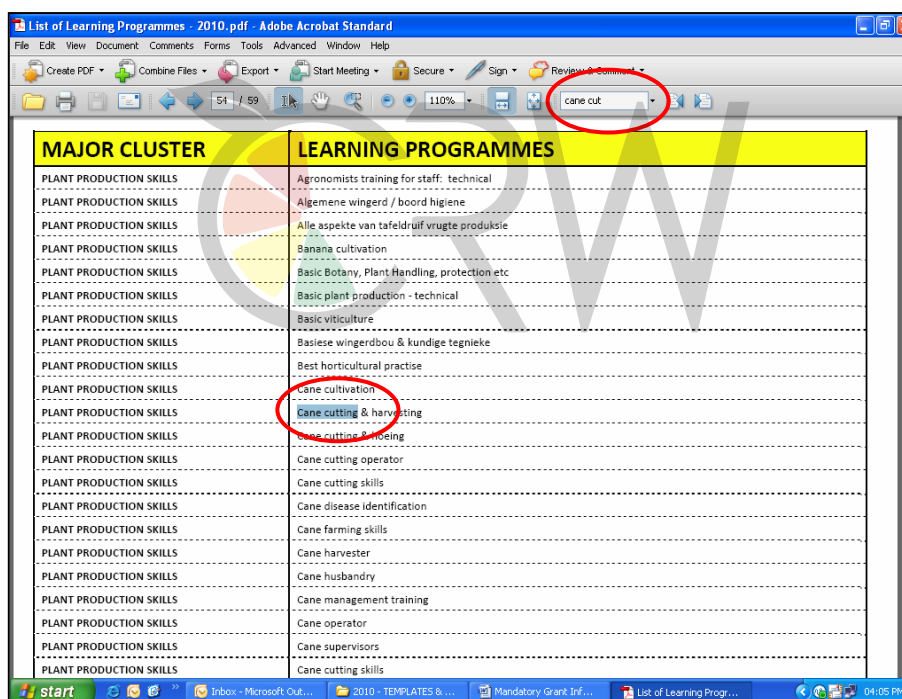 List of Learning Programmes - 2010.pdf - Adobe Acrobat Standard
File Edit View Document Comments Forms Tools Advanced Window Help
Create PDF Combine Files Export Start Meeting Secure Sign Review & Comment
54 / 59 110% cane cut
MAJOR CLUSTER LEARNING PROGRAMMES
PLANT PRODUCTION SKILLS Agronomists training for staff: technical
PLANT PRODUCTION SKILLS Algemene wingerd / boord higiene
PLANT PRODUCTION SKILLS Alle aspekte van tafeldruif vrugte produksie
PLANT PRODUCTION SKILLS Banana cultivation
PLANT PRODUCTION SKILLS Basic Botany, Plant Handling, protection etc
PLANT PRODUCTION SKILLS Basic plant production - technical
PLANT PRODUCTION SKILLS Basic viticulture
PLANT PRODUCTION SKILLS Basiese wingerdbou & kundige tegnieke
PLANT PRODUCTION SKILLS Best horticultural practise
PLANT PRODUCTION SKILLS Cane cultivation
PLANT PRODUCTION SKILLS Cane cutting & harvesting
PLANT PRODUCTION SKILLS Cane cutting & hoeing
PLANT PRODUCTION SKILLS Cane cutting operator
PLANT PRODUCTION SKILLS Cane cutting skills
PLANT PRODUCTION SKILLS Cane disease identification
PLANT PRODUCTION SKILLS Cane farming skills
PLANT PRODUCTION SKILLS Cane harvester
PLANT PRODUCTION SKILLS Cane husbandry
PLANT PRODUCTION SKILLS Cane management training
PLANT PRODUCTION SKILLS Cane operator
PLANT PRODUCTION SKILLS Cane supervisors
PLANT PRODUCTION SKILLS Cane cutting skills
CRW
start Inbox - Microsoft Out... 2010 - TEMPLATES & ... Mandatory Grant Inf... List of Learning Progr... 04:05 PM